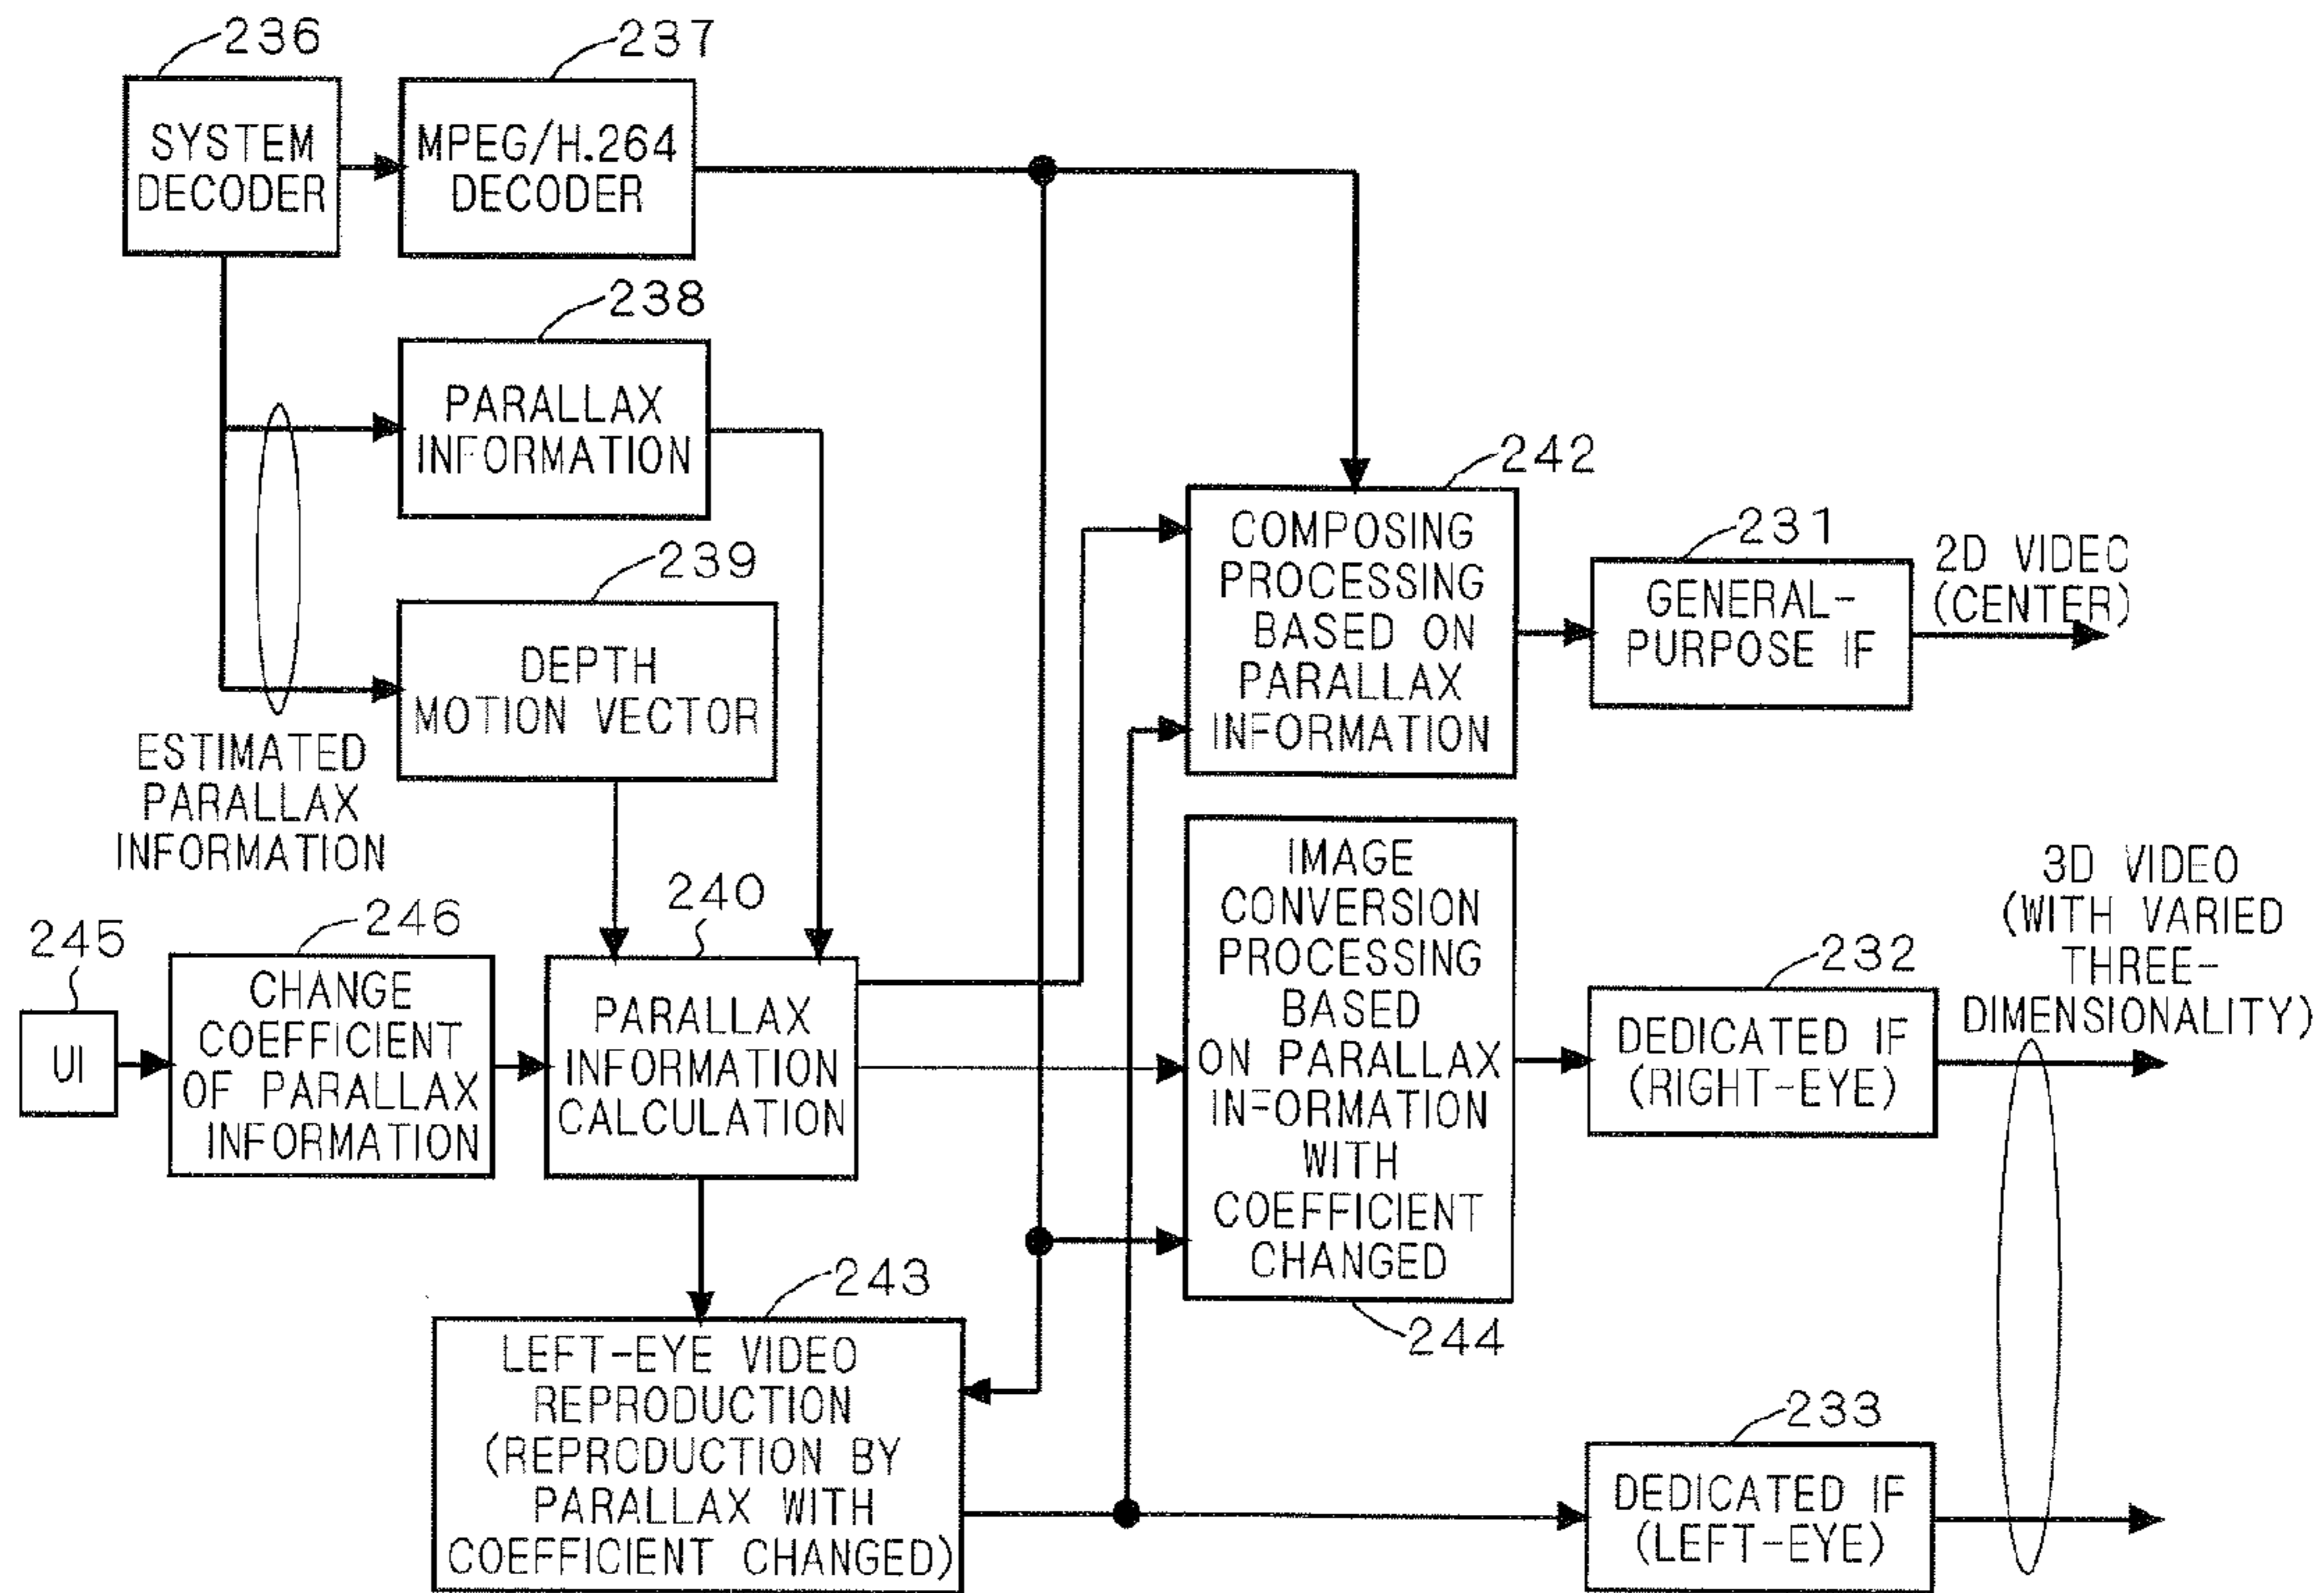 236
SYSTEM
DECODER
237
MPEG/H.264
DECODER
238
PARALLAX
INFORMATION
239
DEPTH
MOTION VECTOR
ESTIMATED
PARALLAX
INFORMATION
245
UI
246
CHANGE
COEFFICIENT
OF PARALLAX
INFORMATION
240
PARALLAX
INFORMATION
CALCULATION
242
COMPOSING
PROCESSING
BASED ON
PARALLAX
INFORMATION
231
GENERAL-
PURPOSE IF
2D VIDEO
(CENTER)
IMAGE
CONVERSION
PROCESSING
BASED
ON PARALLAX
INFORMATION
WITH
COEFFICIENT
CHANGED
244
232
DEDICATED IF
(RIGHT-EYE)
3D VIDEO
(WITH VARIED
THREE-
DIMENSIONALITY)
243
LEFT-EYE VIDEO
REPRODUCTION
(REPRODUCTION BY
PARALLAX WITH
COEFFICIENT CHANGED)
233
DEDICATED IF
(LEFT-EYE)